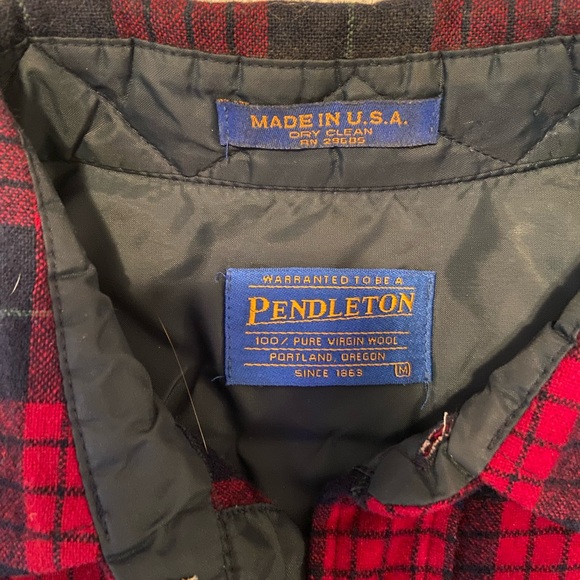 MADE IN U.S.A.
DRY CLEAN
RN 29685
WARRANTED TO BE A
PENDLETON
100% PURE VIRGIN WOOL
PORTLAND, OREGON
SINCE 1863
M